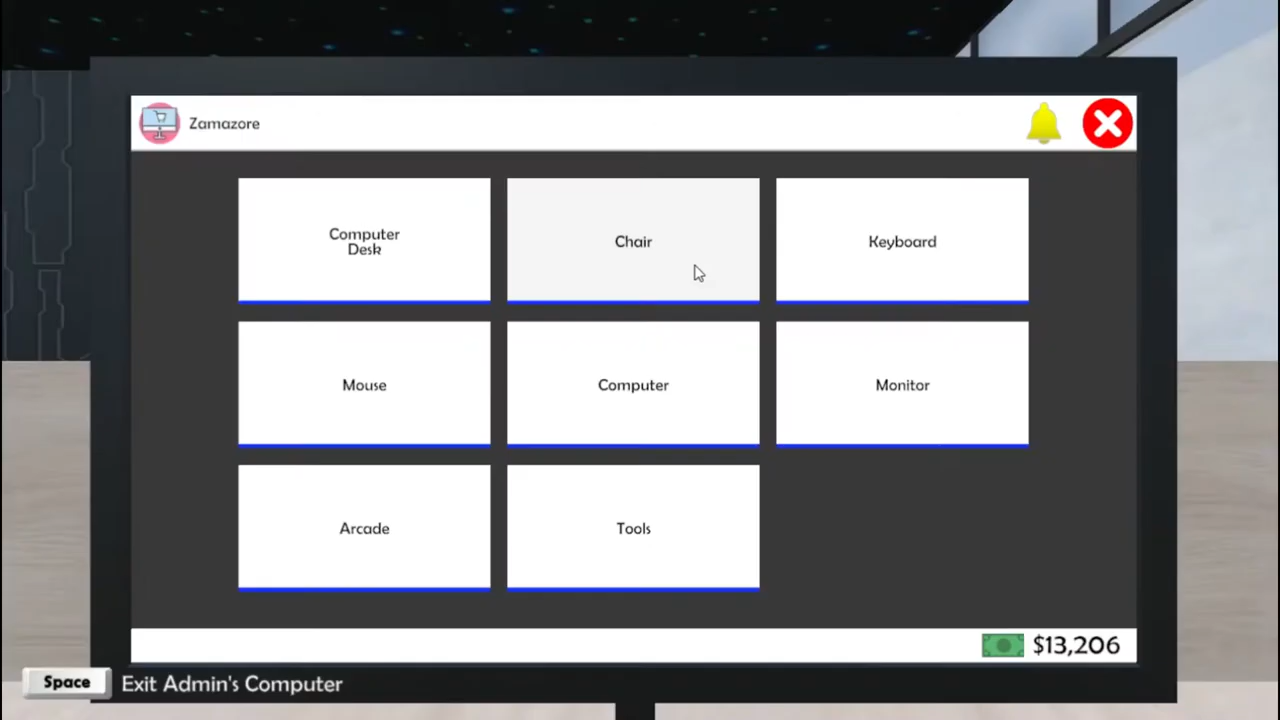 Zamazore
Computer
Desk
Chair
Keyboard
Mouse
Computer
Monitor
Arcade
Tools
$13,206
Space
Exit Admin's Computer